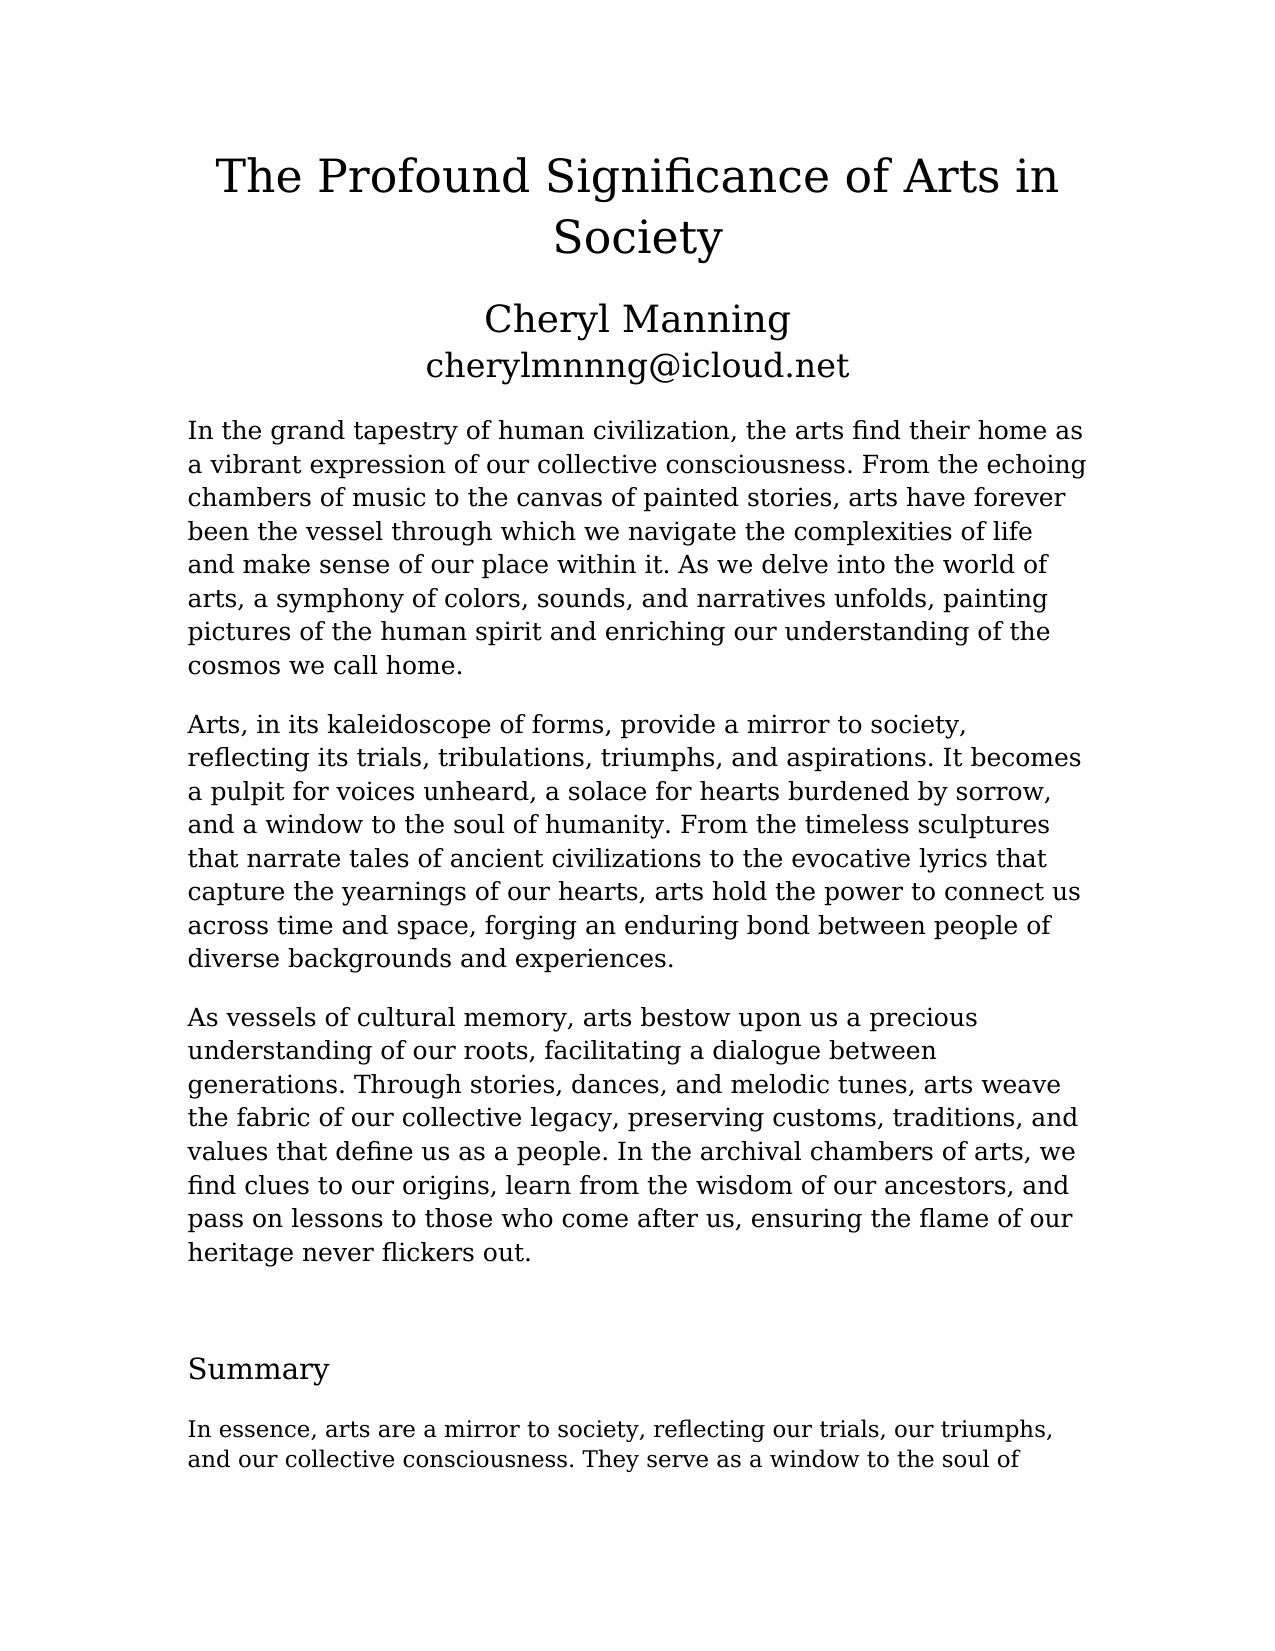 The Profound Significance of Arts in
Society
Cheryl Manning
cherylmnnng@icloud.net
In the grand tapestry of human civilization, the arts find their home as
a vibrant expression of our collective consciousness. From the echoing
chambers of music to the canvas of painted stories, arts have forever
been the vessel through which we navigate the complexities of life
and make sense of our place within it. As we delve into the world of
arts, a symphony of colors, sounds, and narratives unfolds, painting
pictures of the human spirit and enriching our understanding of the
cosmos we call home.
Arts, in its kaleidoscope of forms, provide a mirror to society,
reflecting its trials, tribulations, triumphs, and aspirations. It becomes
a pulpit for voices unheard, a solace for hearts burdened by sorrow,
and a window to the soul of humanity. From the timeless sculptures
that narrate tales of ancient civilizations to the evocative lyrics that
capture the yearnings of our hearts, arts hold the power to connect us
across time and space, forging an enduring bond between people of
diverse backgrounds and experiences.
As vessels of cultural memory, arts bestow upon us a precious
understanding of our roots, facilitating a dialogue between
generations. Through stories, dances, and melodic tunes, arts weave
the fabric of our collective legacy, preserving customs, traditions, and
values that define us as a people. In the archival chambers of arts, we
find clues to our origins, learn from the wisdom of our ancestors, and
pass on lessons to those who come after us, ensuring the flame of our
heritage never flickers out.
Summary
In essence, arts are a mirror to society, reflecting our trials, our triumphs,
and our collective consciousness. They serve as a window to the soul of